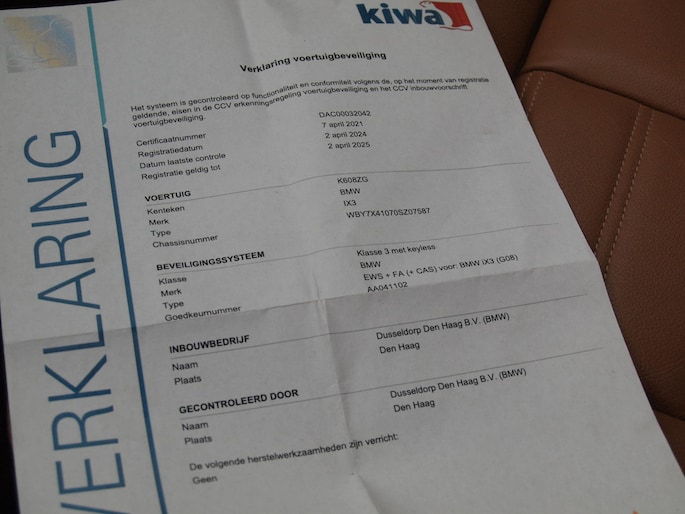 kiwa
VERKLARING
Verklaring voertuigbeveiliging
Het systeem is gecontroleerd op functionaliteit en conformiteit volgens de, op het moment van registratie
geldende, eisen in de CCV erkenningsregeling voertuigbeveiliging en het CCV inbouwvoorschrift
voertuigbeveiliging.
Certificaatnummer DAC00032042
Registratiedatum 7 april 2021
Datum laatste controle 2 april 2024
Registratie geldig tot 2 april 2025
VOERTUIG
Kenteken K608ZG
Merk BMW
Type IX3
Chassisnummer WBY7X41070SZ07587
BEVEILIGINGSSYSTEEM
Klasse Klasse 3 met keyless
Merk BMW
Type EWS + FA (+ CAS) voor: BMW iX3 (G08)
Goedkeurnummer AA041102
INBOUWBEDRIJF
Naam Dusseldorp Den Haag B.V. (BMW)
Plaats Den Haag
GECONTROLEERD DOOR
Naam Dusseldorp Den Haag B.V. (BMW)
Plaats Den Haag
De volgende herstelwerkzaamheden zijn verricht:
Geen